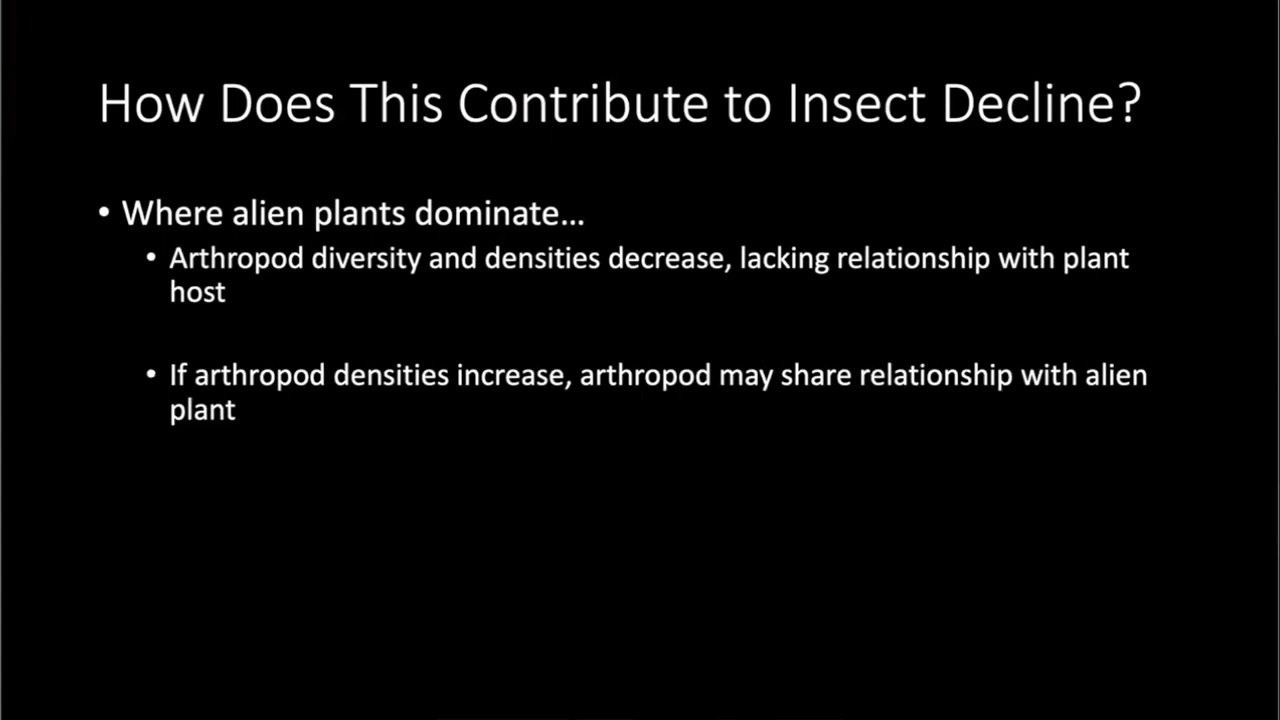 How Does This Contribute to Insect Decline?
• Where alien plants dominate…
• Arthropod diversity and densities decrease, lacking relationship with plant
host
• If arthropod densities increase, arthropod may share relationship with alien
plant